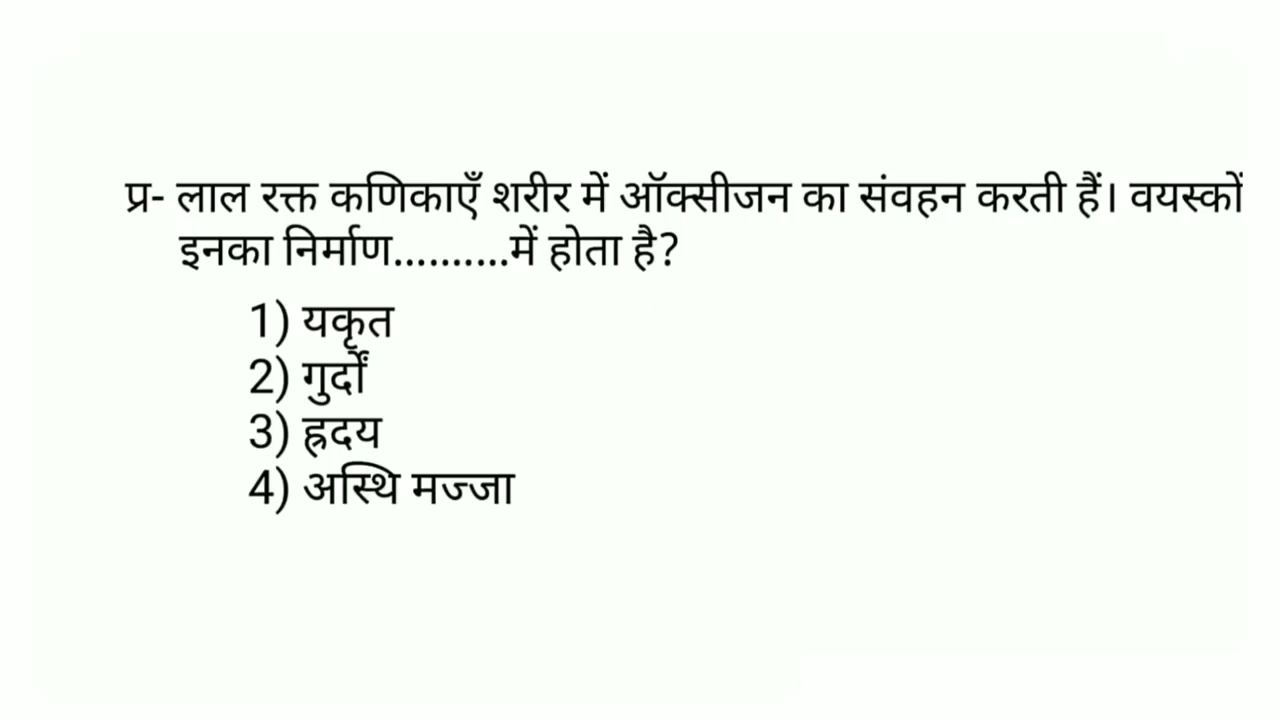 प्र- लाल रक्त कणिकाएँ शरीर में ऑक्सीजन का संवहन करती हैं। वयस्कों
इनका निर्माण..........में होता है?
1) यकृत
2) गुर्दों
3) ह्रदय
4) अस्थि मज्जा